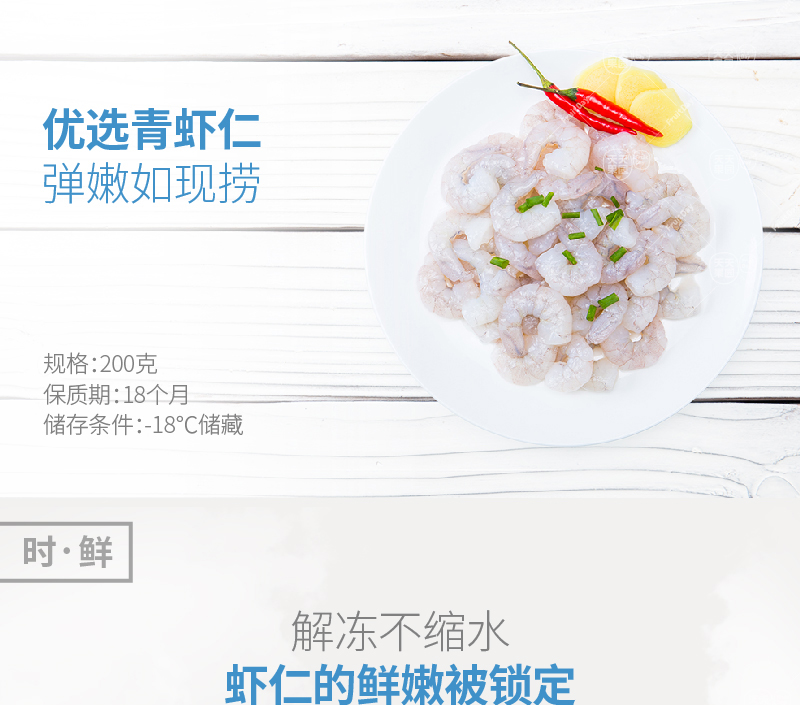 优选青虾仁
弹嫩如现捞
规格:200克
保质期:18个月
储存条件:-18℃储藏
时·鲜
解冻不缩水
虾仁的鲜嫩被锁定